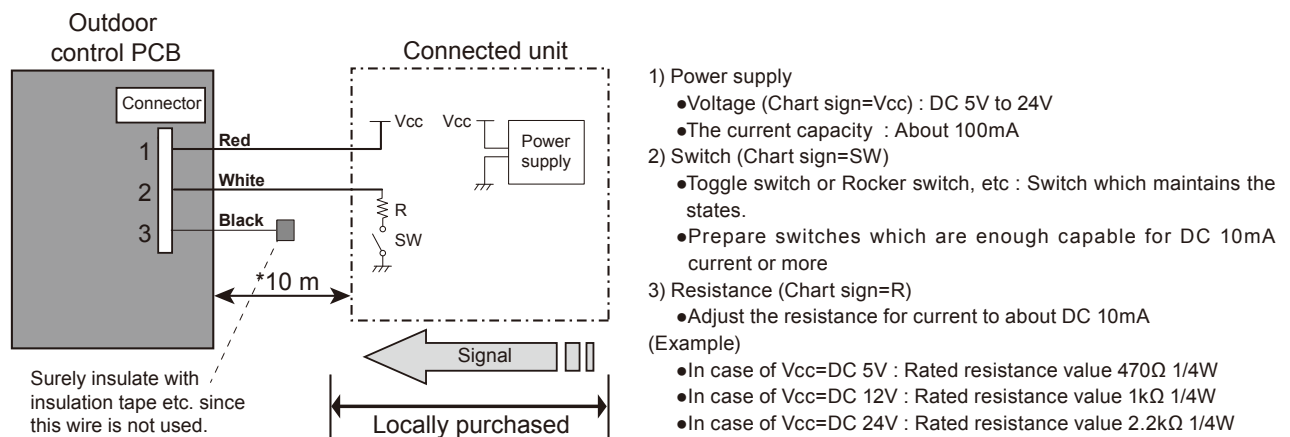 Outdoor
control PCB
Connector
1
2
3
Red
White
Black
*10 m
Surely insulate with
insulation tape etc. since
this wire is not used.
Connected unit
Vcc
Vcc
Power
supply
R
SW
Signal
Locally purchased
1) Power supply
●Voltage (Chart sign=Vcc) : DC 5V to 24V
●The current capacity : About 100mA
2) Switch (Chart sign=SW)
●Toggle switch or Rocker switch, etc : Switch which maintains the
states.
●Prepare switches which are enough capable for DC 10mA
current or more
3) Resistance (Chart sign=R)
●Adjust the resistance for current to about DC 10mA
(Example)
●In case of Vcc=DC 5V : Rated resistance value 470Ω 1/4W
●In case of Vcc=DC 12V : Rated resistance value 1kΩ 1/4W
●In case of Vcc=DC 24V : Rated resistance value 2.2kΩ 1/4W